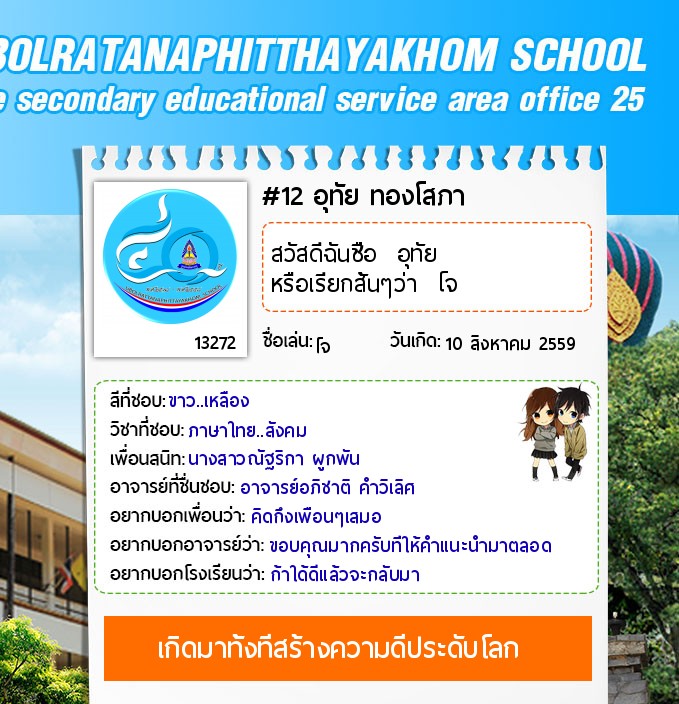 BOLRATANAPHITTHAYAKHOM SCHOOL
e secondary educational service area office 25
#12 อุทัย ทองโสภา
สวัสดีฉันชื่อ อุทัย
หรือเรียกสั้นๆว่า โจ
UBOLRATTANAPHITTAYAKHOM SCHOOL
13272
ชื่อเล่น: โจ วันเกิด: 10 สิงหาคม 2559
สีที่ชอบ: ขาว..เหลือง
วิชาที่ชอบ: ภาษาไทย..สังคม
เพื่อนสนิท: นางสาวณัฐริกา ผูกพัน
อาจารย์ที่ชื่นชอบ: อาจารย์อภิชาติ คำวิเลิศ
อยากบอกเพื่อนว่า: คิดถึงเพื่อนๆเสมอ
อยากบอกอาจารย์ว่า: ขอบคุณมากครับที่ให้คำแนะนำมาตลอด
อยากบอกโรงเรียนว่า: ถ้าได้ดีแล้วจะกลับมา
เกิดมาทั้งทีสร้างความดีประดับโลก